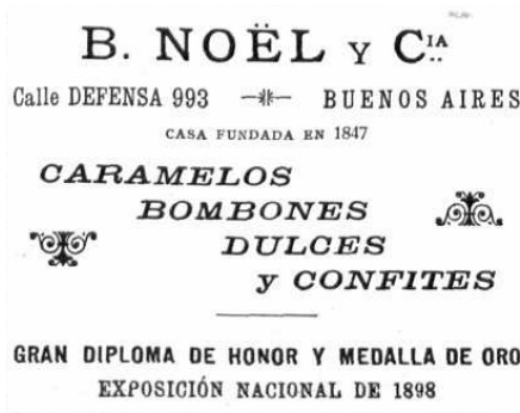 B. NOËL Y CIA.
Calle DEFENSA 993 BUENOS AIRES
CASA FUNDADA EN 1847
CARAMELOS
BOMBONES
DULCES
y CONFITES
GRAN DIPLOMA DE HONOR Y MEDALLA DE ORO
EXPOSICIÓN NACIONAL DE 1898